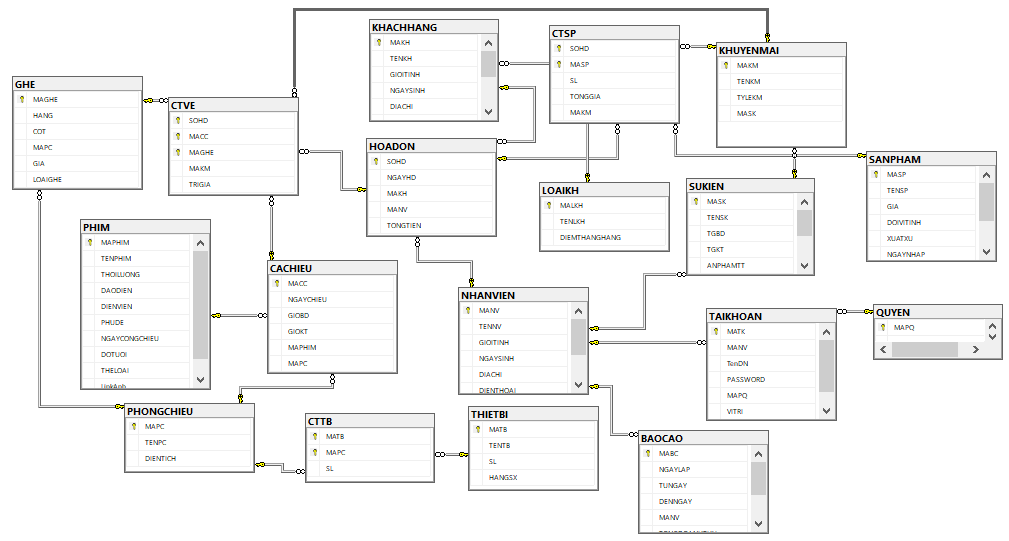 KHACHHANG
MAKH
TENKH
GIOITINH
NGAYSINH
DIACHI
CTSP
SOHD
MASP
SL
TONGGIA
MAKM
KHUYENMAI
MAKM
TENKM
TYLEKM
MASK
GHE
MAGHE
HANG
COT
MAPC
GIA
LOAIGHE
CTVE
SOHD
MACC
MAGHE
MAKM
TRIGIA
HOADON
SOHD
NGAYHD
MAKH
MANV
TONGTIEN
LOAIKH
MALKH
TENLKH
DIEMTHANGHANG
SUKIEN
MASK
TENSK
TGBD
TGKT
ANPHAMTT
SANPHAM
MASP
TENSP
GIA
DOIVITINH
XUATXU
NGAYNHAP
PHIM
MAPHIM
TENPHIM
THOILUONG
DAODIEN
DIENVIEN
PHUDE
NGAYCONGCHIEU
DOTUOI
THELOAI
LinkAnh
CACHIEU
MACC
NGAYCHIEU
GIOBD
GIOKT
MAPHIM
MAPC
NHANVIEN
MANV
TENNV
GIOITINH
NGAYSINH
DIACHI
DIENTHOAI
TAIKHOAN
MATK
MANV
TenDN
PASSWORD
MAPQ
VITRI
QUYEN
MAPQ
PHONGCHIEU
MAPC
TENPC
DIENTICH
CTTB
MATB
MAPC
SL
THIETBI
MATB
TENTB
SL
HANGSX
BAOCAO
MABC
NGAYLAP
TUNGAY
DENNGAY
MANV